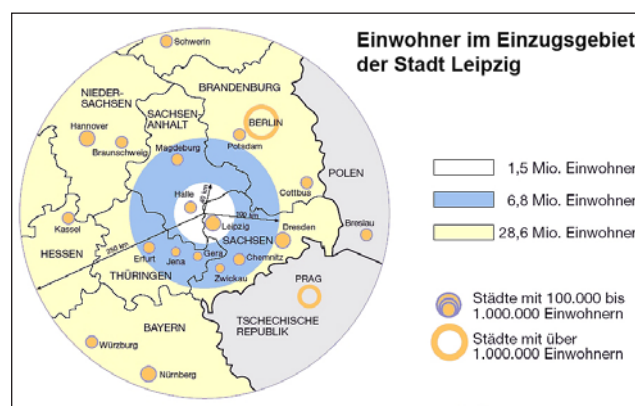 Einwohner im Einzugsgebiet
der Stadt Leipzig
Schwerin
BRANDENBURG
NIEDER-
SACHSEN
SACHSEN
ANHALT
BERLIN
Hannover
Braunschweig
Potsdam
Magdeburg
POLEN
Cottbus
Halle
100 km
Leipzig
Kassel
Breslau
Dresden
SACHSEN
250 km
HESSEN
Erfurt
Jena
Gera
Chemnitz
Zwickau
THÜRINGEN
PRAG
TSCHECHISCHE
REPUBLIK
BAYERN
Würzburg
Nürnberg
1,5 Mio. Einwohner
6,8 Mio. Einwohner
28,6 Mio. Einwohner
Städte mit 100.000 bis
1.000.000 Einwohnern
Städte mit über
1.000.000 Einwohnern